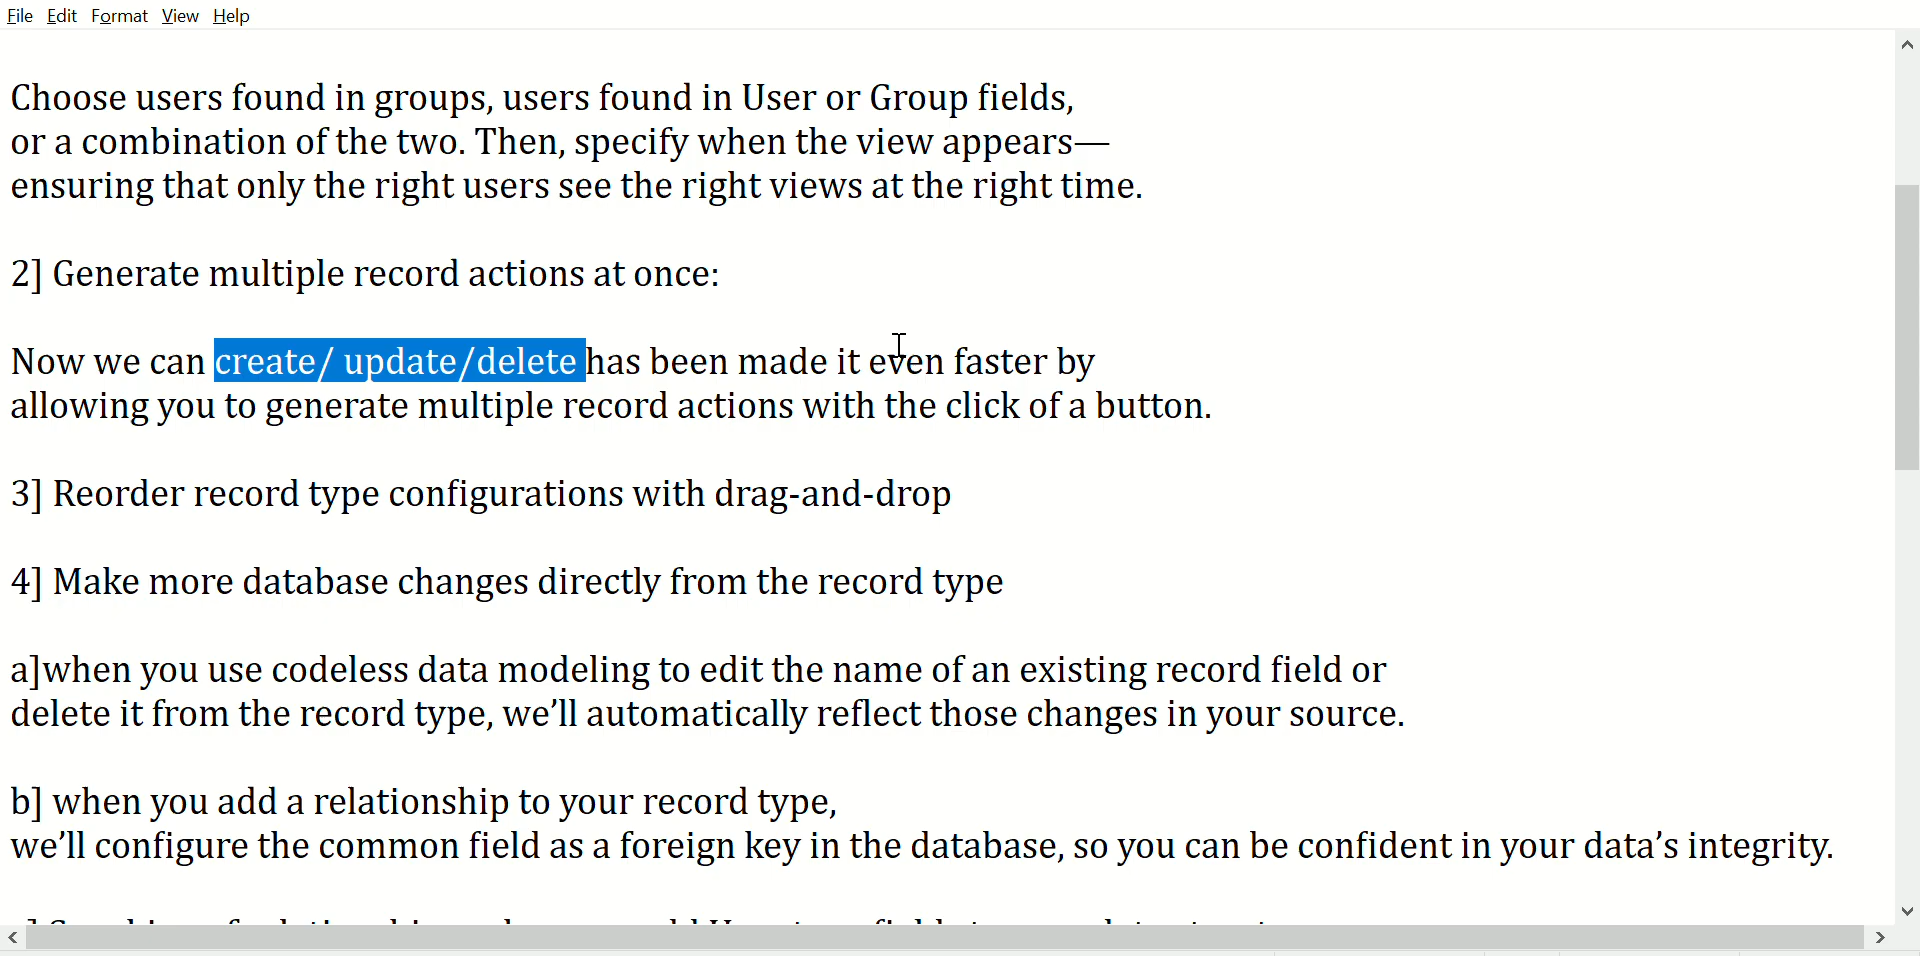 File Edit Format View Help
Choose users found in groups, users found in User or Group fields,
or a combination of the two. Then, specify when the view appears—
ensuring that only the right users see the right views at the right time.
2] Generate multiple record actions at once:
Now we can create/ update/delete has been made it even faster by
allowing you to generate multiple record actions with the click of a button.
3] Reorder record type configurations with drag-and-drop
4] Make more database changes directly from the record type
a]when you use codeless data modeling to edit the name of an existing record field or
delete it from the record type, we’ll automatically reflect those changes in your source.
b] when you add a relationship to your record type,
we’ll configure the common field as a foreign key in the database, so you can be confident in your data’s integrity.